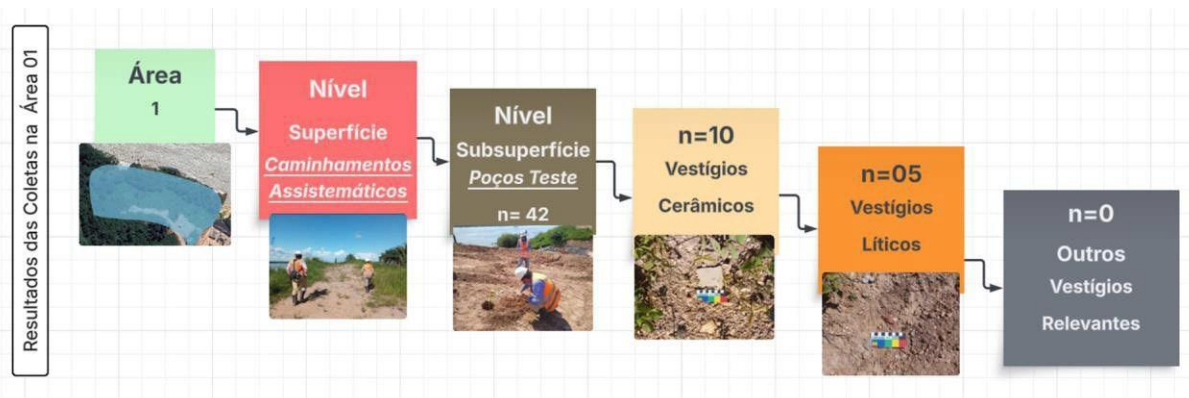 Resultados das Coletas na Área 01
Área
1
Nível
Superfície
Caminhamentos
Assistemáticos
Nível
Subsuperfície
Poços Teste
n= 42
n=10
Vestígios
Cerâmicos
n=05
Vestígios
Líticos
n=0
Outros
Vestígios
Relevantes